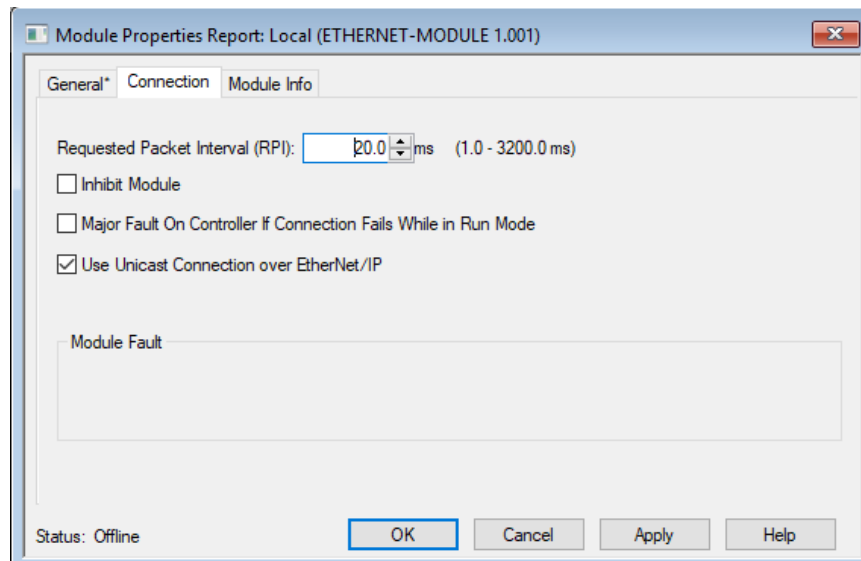 Module Properties Report: Local (ETHERNET-MODULE 1.001)
General* Connection Module Info
Requested Packet Interval (RPI): 20.0 ms (1.0 - 3200.0 ms)
Inhibit Module
Major Fault On Controller If Connection Fails While in Run Mode
Use Unicast Connection over EtherNet/IP
Module Fault
Status: Offline OK Cancel Apply Help